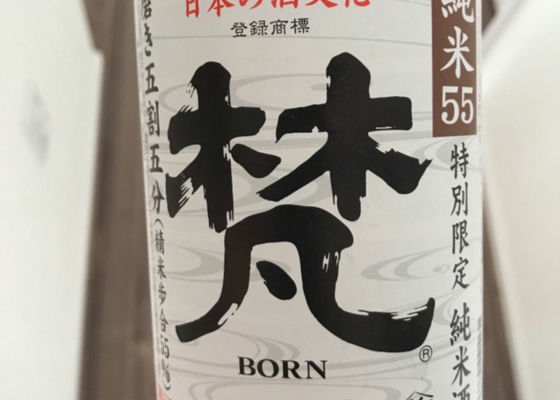 日本の酒文化
登録商標
純米55
特別限定 純米酒
梵
BORN
®
磨き五割五分(精米歩合55%)